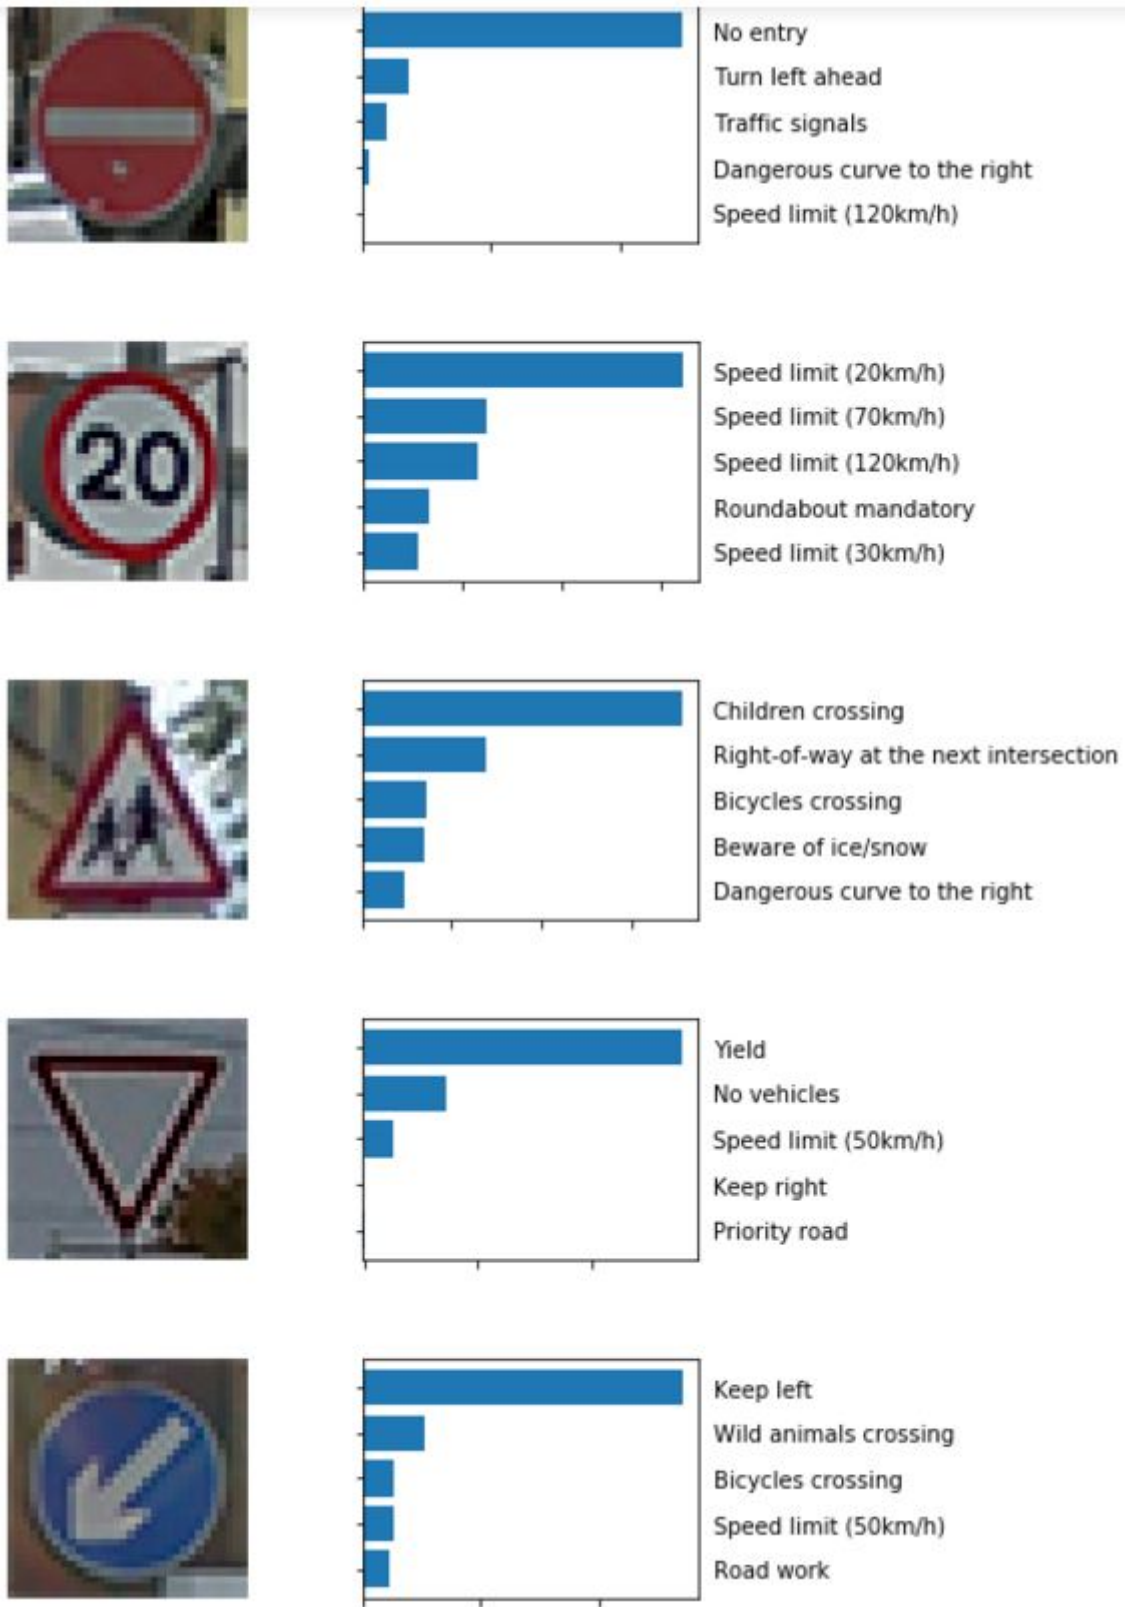 No entry
Turn left ahead
Traffic signals
Dangerous curve to the right
Speed limit (120km/h)
20
Speed limit (20km/h)
Speed limit (70km/h)
Speed limit (120km/h)
Roundabout mandatory
Speed limit (30km/h)
Children crossing
Right-of-way at the next intersection
Bicycles crossing
Beware of ice/snow
Dangerous curve to the right
Yield
No vehicles
Speed limit (50km/h)
Keep right
Priority road
Keep left
Wild animals crossing
Bicycles crossing
Speed limit (50km/h)
Road work